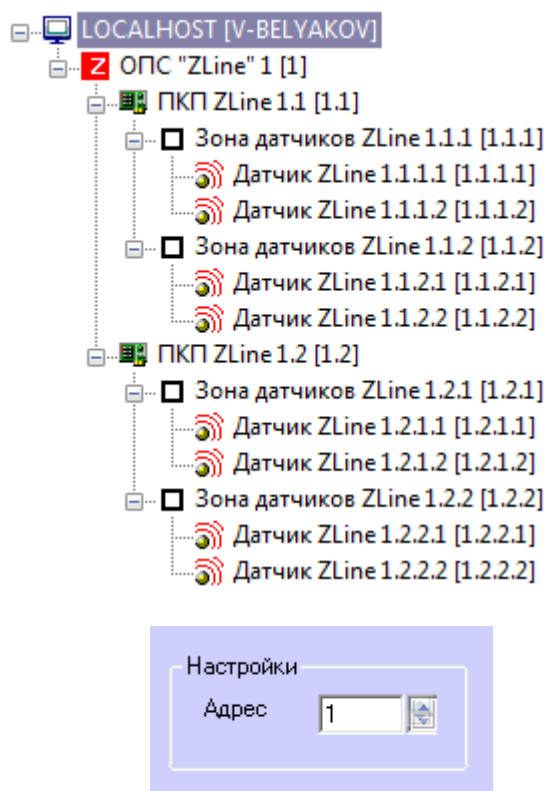 LOCALHOST [V-BELYAKOV]
ОПС "ZLine" 1 [1]
ПКП ZLine 1.1 [1.1]
Зона датчиков ZLine 1.1.1 [1.1.1]
Датчик ZLine 1.1.1.1 [1.1.1.1]
Датчик ZLine 1.1.1.2 [1.1.1.2]
Зона датчиков ZLine 1.1.2 [1.1.2]
Датчик ZLine 1.1.2.1 [1.1.2.1]
Датчик ZLine 1.1.2.2 [1.1.2.2]
ПКП ZLine 1.2 [1.2]
Зона датчиков ZLine 1.2.1 [1.2.1]
Датчик ZLine 1.2.1.1 [1.2.1.1]
Датчик ZLine 1.2.1.2 [1.2.1.2]
Зона датчиков ZLine 1.2.2 [1.2.2]
Датчик ZLine 1.2.2.1 [1.2.2.1]
Датчик ZLine 1.2.2.2 [1.2.2.2]
Настройки
Адрес 1